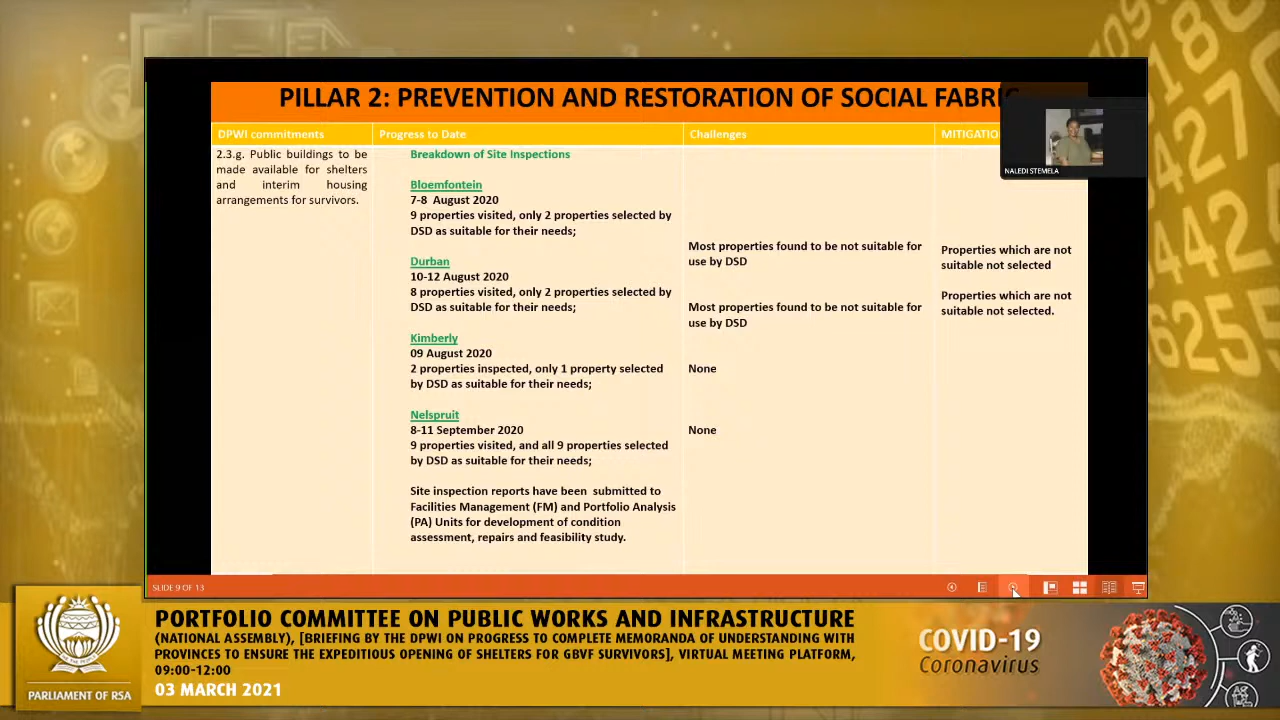 PILLAR 2: PREVENTION AND RESTORATION OF SOCIAL FABRIC
DPWI commitments
Progress to Date
Challenges
MITIGATIO
NALEDI STEMELA
2.3.g. Public buildings to be
made available for shelters
and interim housing
arrangements for survivors.
Breakdown of Site Inspections
Bloemfontein
7-8 August 2020
9 properties visited, only 2 properties selected by
DSD as suitable for their needs;
Durban
10-12 August 2020
8 properties visited, only 2 properties selected by
DSD as suitable for their needs;
Kimberly
09 August 2020
2 properties inspected, only 1 property selected
by DSD as suitable for their needs;
Nelspruit
8-11 September 2020
9 properties visited, and all 9 properties selected
by DSD as suitable for their needs;
Site inspection reports have been submitted to
Facilities Management (FM) and Portfolio Analysis
(PA) Units for development of condition
assessment, repairs and feasibility study.
Most properties found to be not suitable for
use by DSD
Most properties found to be not suitable for
use by DSD
None
None
Properties which are not
suitable not selected
Properties which are not
suitable not selected.
SLIDE 9 OF 13
PARLIAMENT OF RSA
PORTFOLIO COMMITTEE ON PUBLIC WORKS AND INFRASTRUCTURE
(NATIONAL ASSEMBLY), [BRIEFING BY THE DPWI ON PROGRESS TO COMPLETE MEMORANDA OF UNDERSTANDING WITH
PROVINCES TO ENSURE THE EXPEDITIOUS OPENING OF SHELTERS FOR GBVF SURVIVORS], VIRTUAL MEETING PLATFORM,
09:00-12:00
03 MARCH 2021
COVID-19
Coronavirus